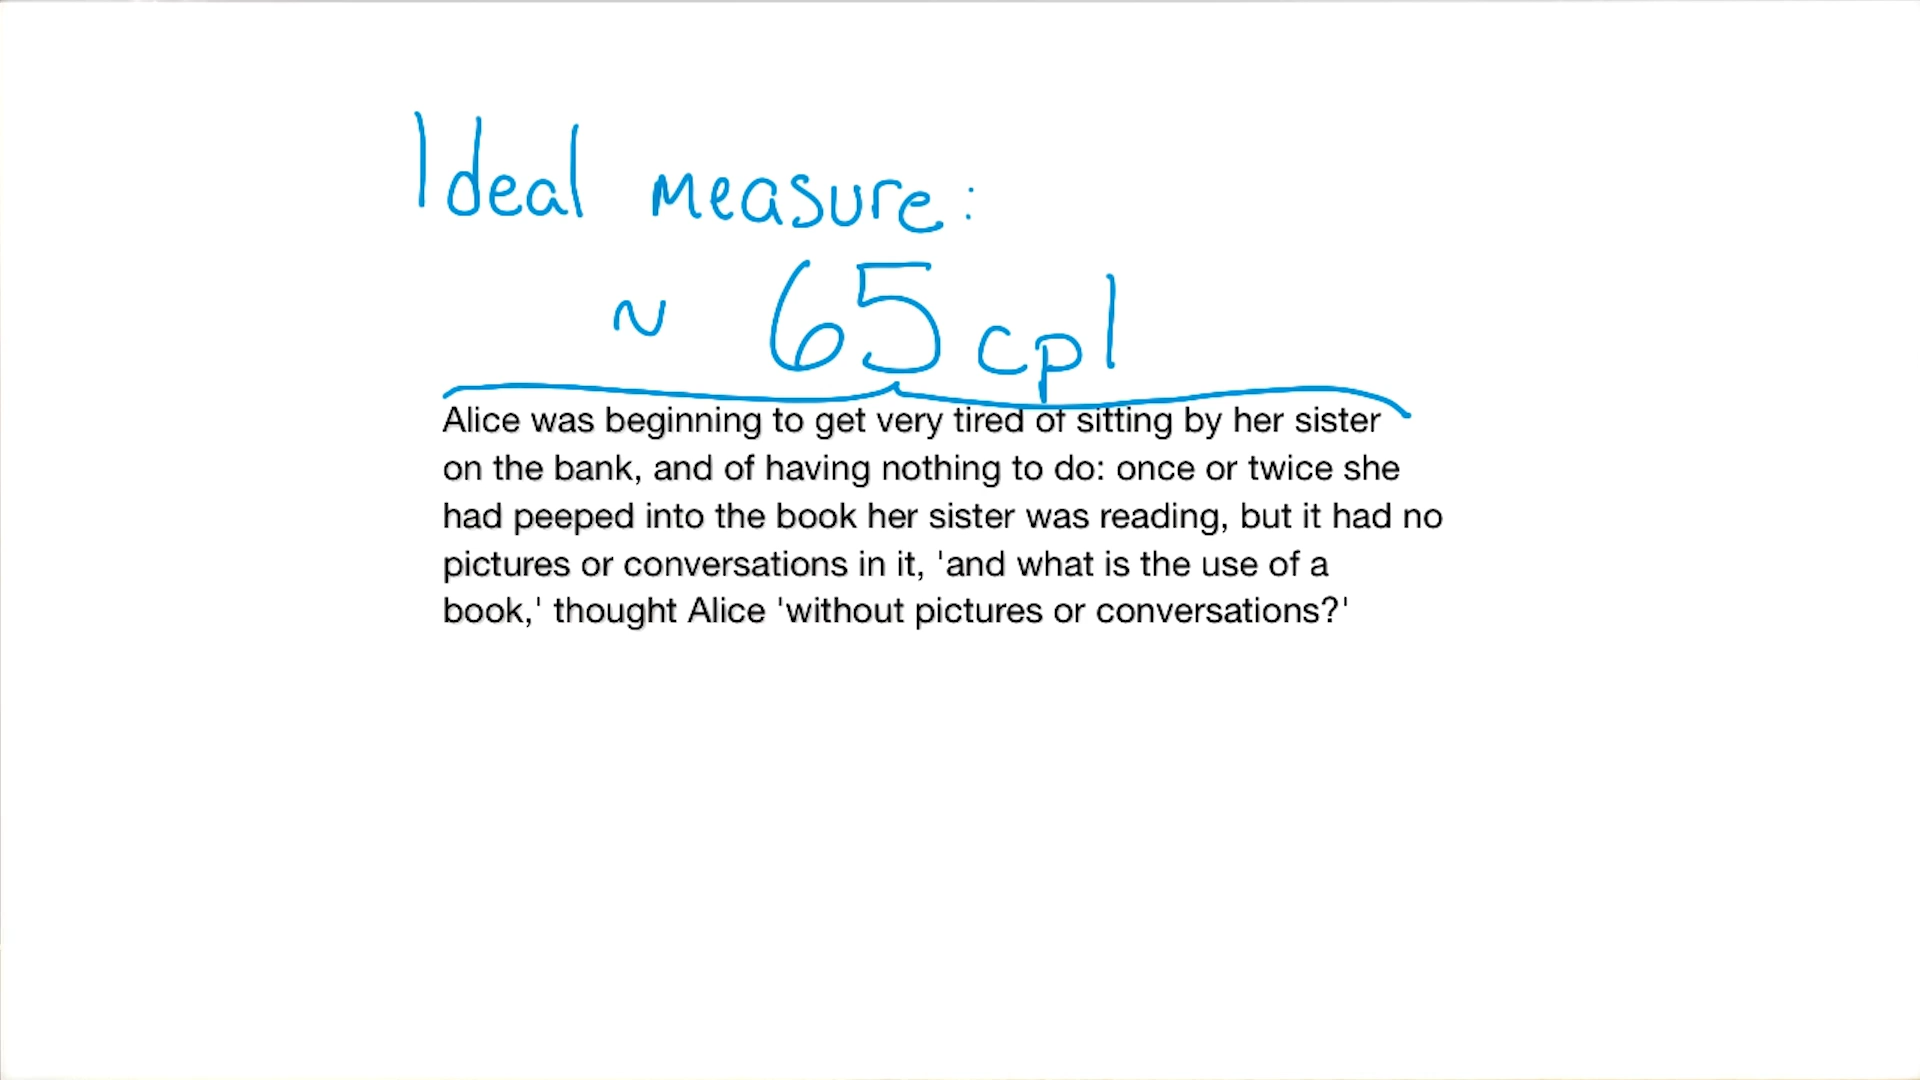 Ideal measure:
~ 65 cpl
Alice was beginning to get very tired of sitting by her sister
on the bank, and of having nothing to do: once or twice she
had peeped into the book her sister was reading, but it had no
pictures or conversations in it, 'and what is the use of a
book,' thought Alice 'without pictures or conversations?'